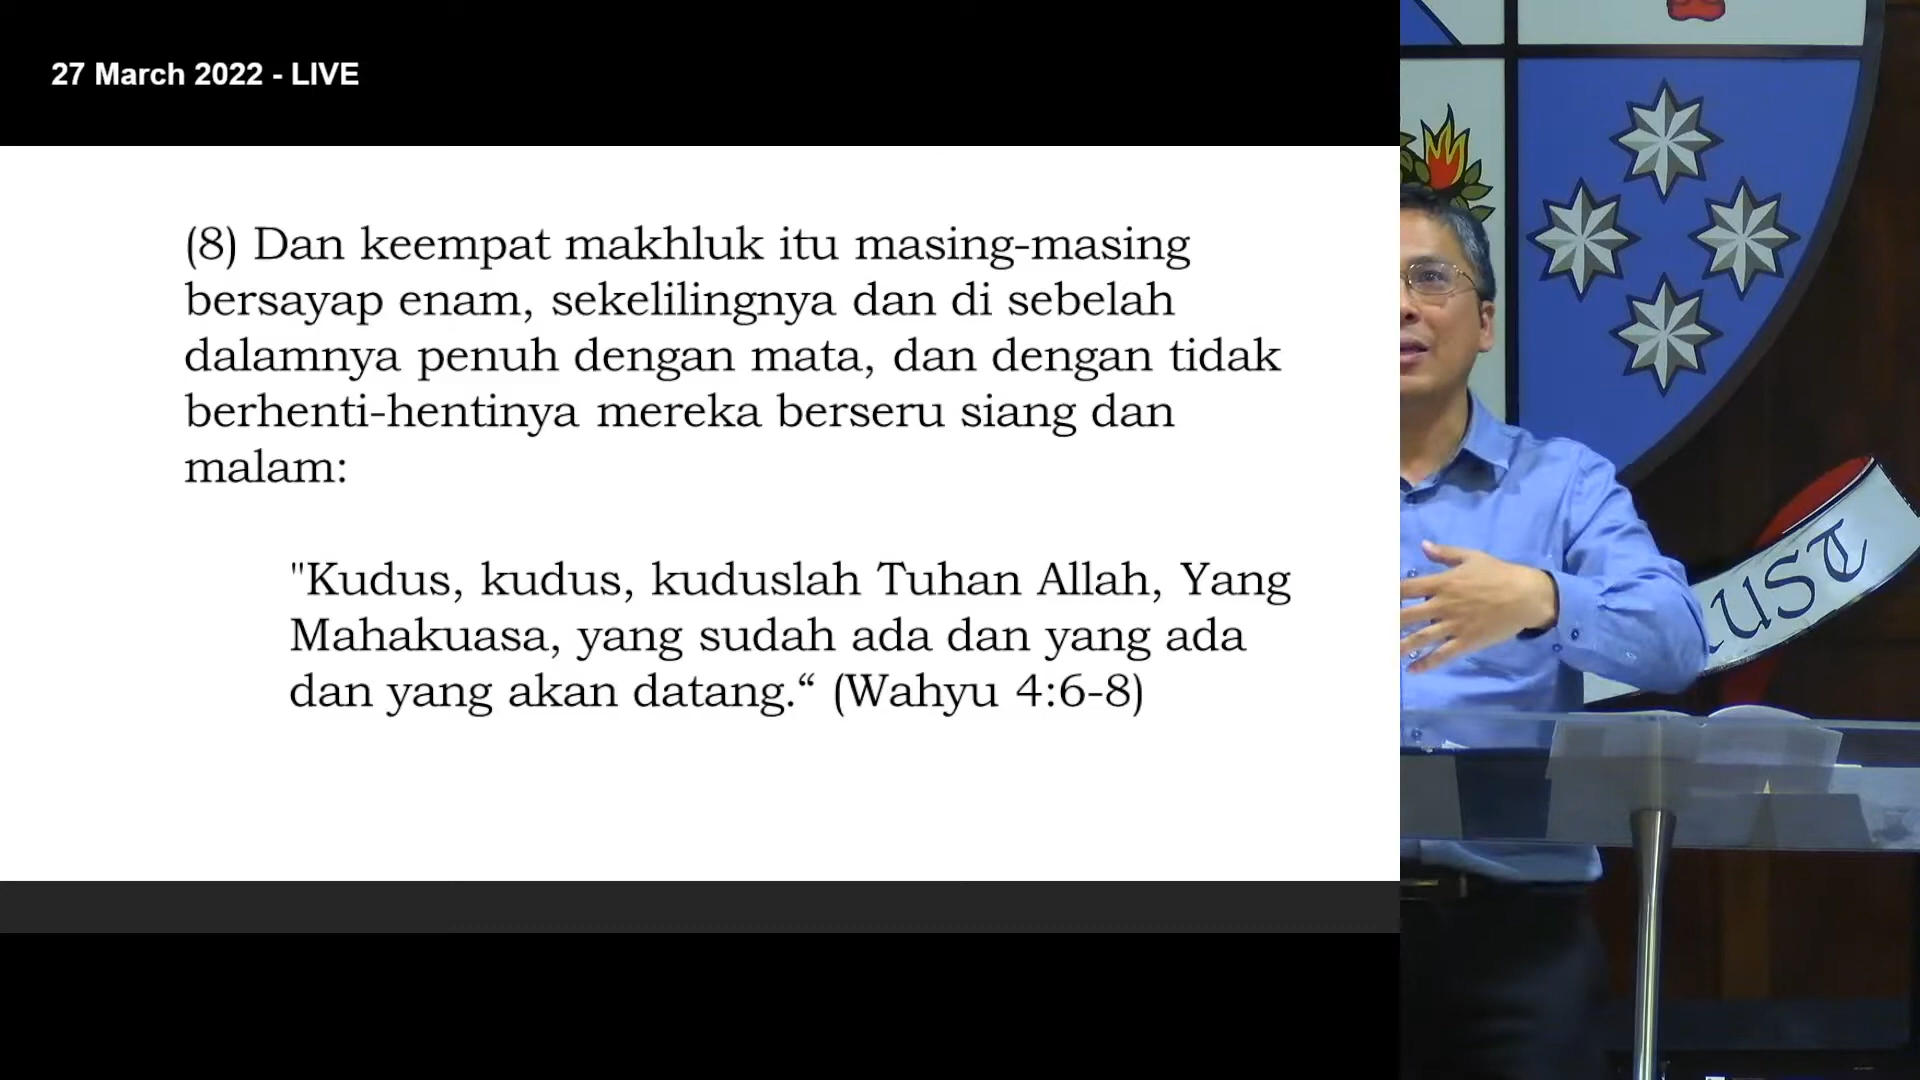 27 March 2022 - LIVE
(8) Dan keempat makhluk itu masing-masing
bersayap enam, sekelilingnya dan di sebelah
dalamnya penuh dengan mata, dan dengan tidak
berhenti-hentinya mereka berseru siang dan
malam:
"Kudus, kudus, kuduslah Tuhan Allah, Yang
Mahakuasa, yang sudah ada dan yang ada
dan yang akan datang.“ (Wahyu 4:6-8)
UST